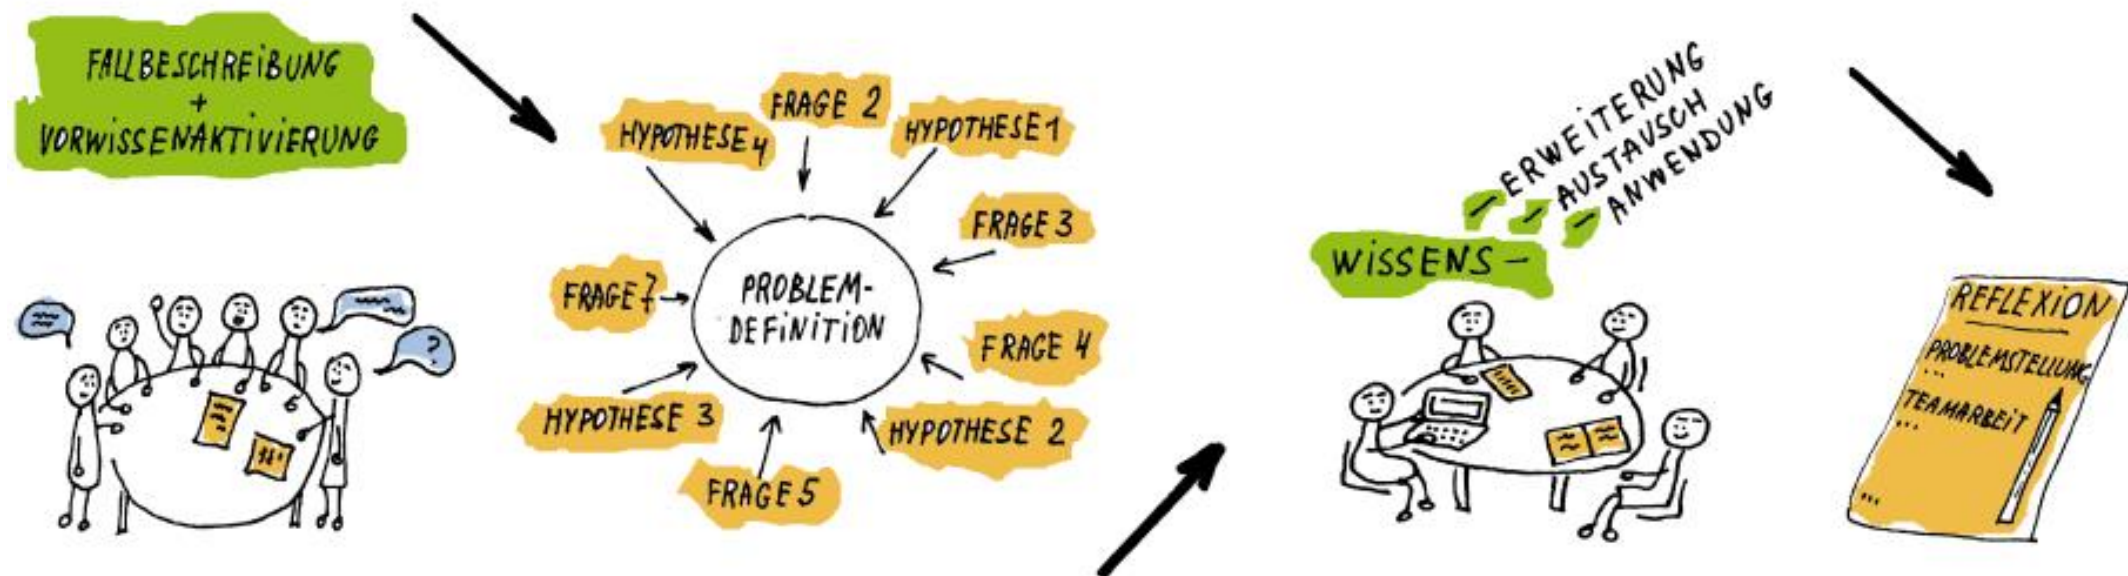 FALLBESCHREIBUNG
+
VORWISSENAKTIVIERUNG
HYPOTHESE 4
FRAGE 2
HYPOTHESE 1
FRAGE 3
FRAGE 7
PROBLEM-
DEFINITION
FRAGE 4
HYPOTHESE 3
HYPOTHESE 2
FRAGE 5
WISSENS-
- ERWEITERUNG
- AUSTAUSCH
- ANWENDUNG
?
REFLEXION
PROBLEMSTELLUNG
...
TEAMARBEIT
...
...